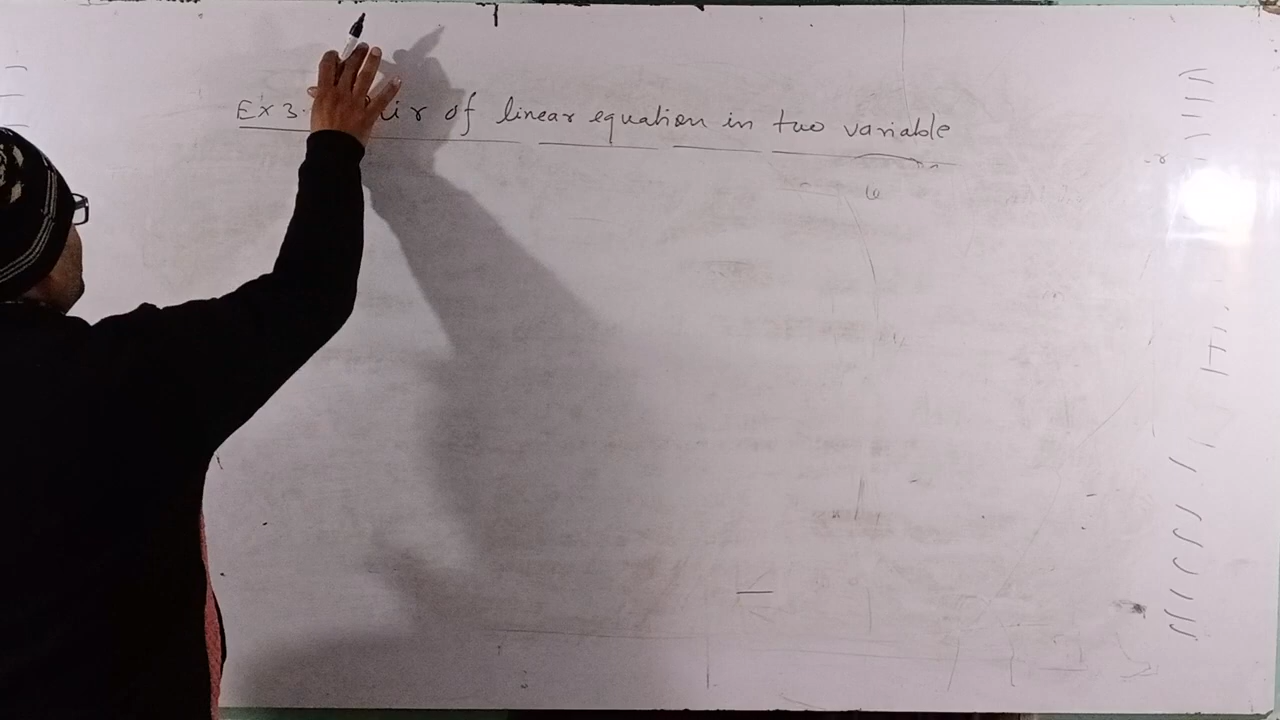 Ex 3. of linear equation in two variable